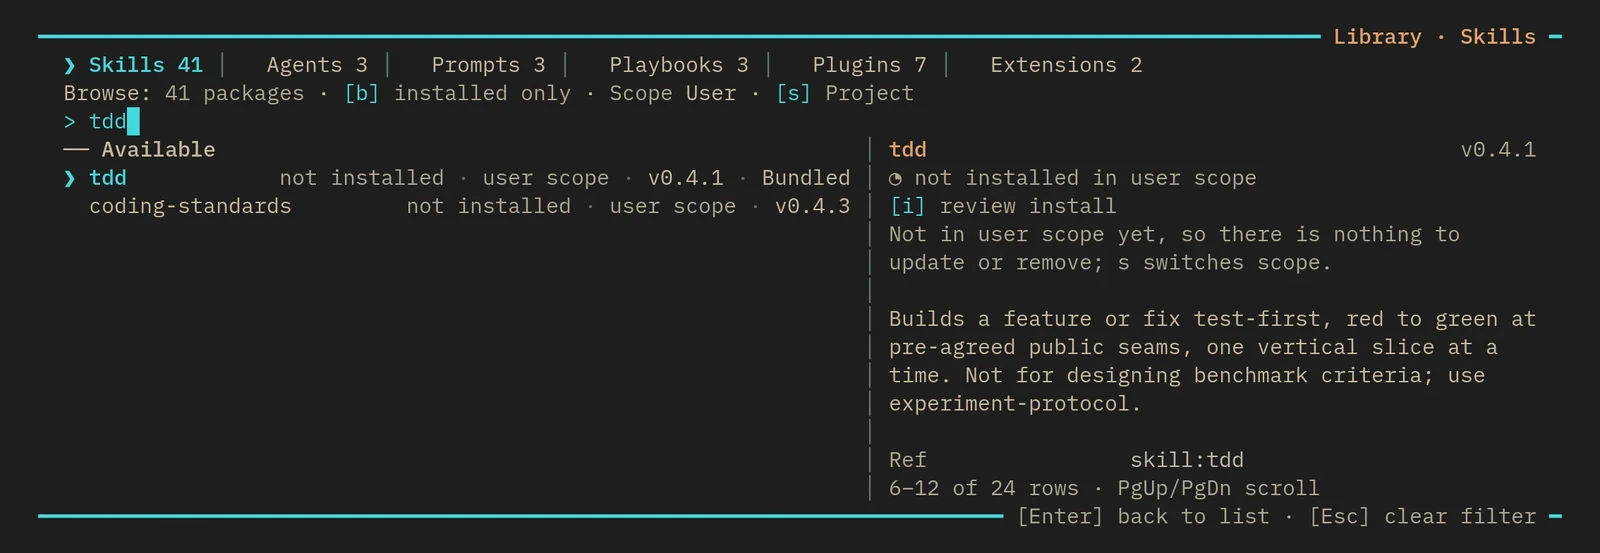 Library · Skills
❯ Skills 41 │ Agents 3 │ Prompts 3 │ Playbooks 3 │ Plugins 7 │ Extensions 2
Browse: 41 packages · [b] installed only · Scope User · [s] Project
> tdd
── Available
❯ tdd not installed · user scope · v0.4.1 · Bundled
coding-standards not installed · user scope · v0.4.3
tdd v0.4.1
◔ not installed in user scope
[i] review install
Not in user scope yet, so there is nothing to
update or remove; s switches scope.
Builds a feature or fix test-first, red to green at
pre-agreed public seams, one vertical slice at a
time. Not for designing benchmark criteria; use
experiment-protocol.
Ref skill:tdd
6–12 of 24 rows · PgUp/PgDn scroll
[Enter] back to list · [Esc] clear filter